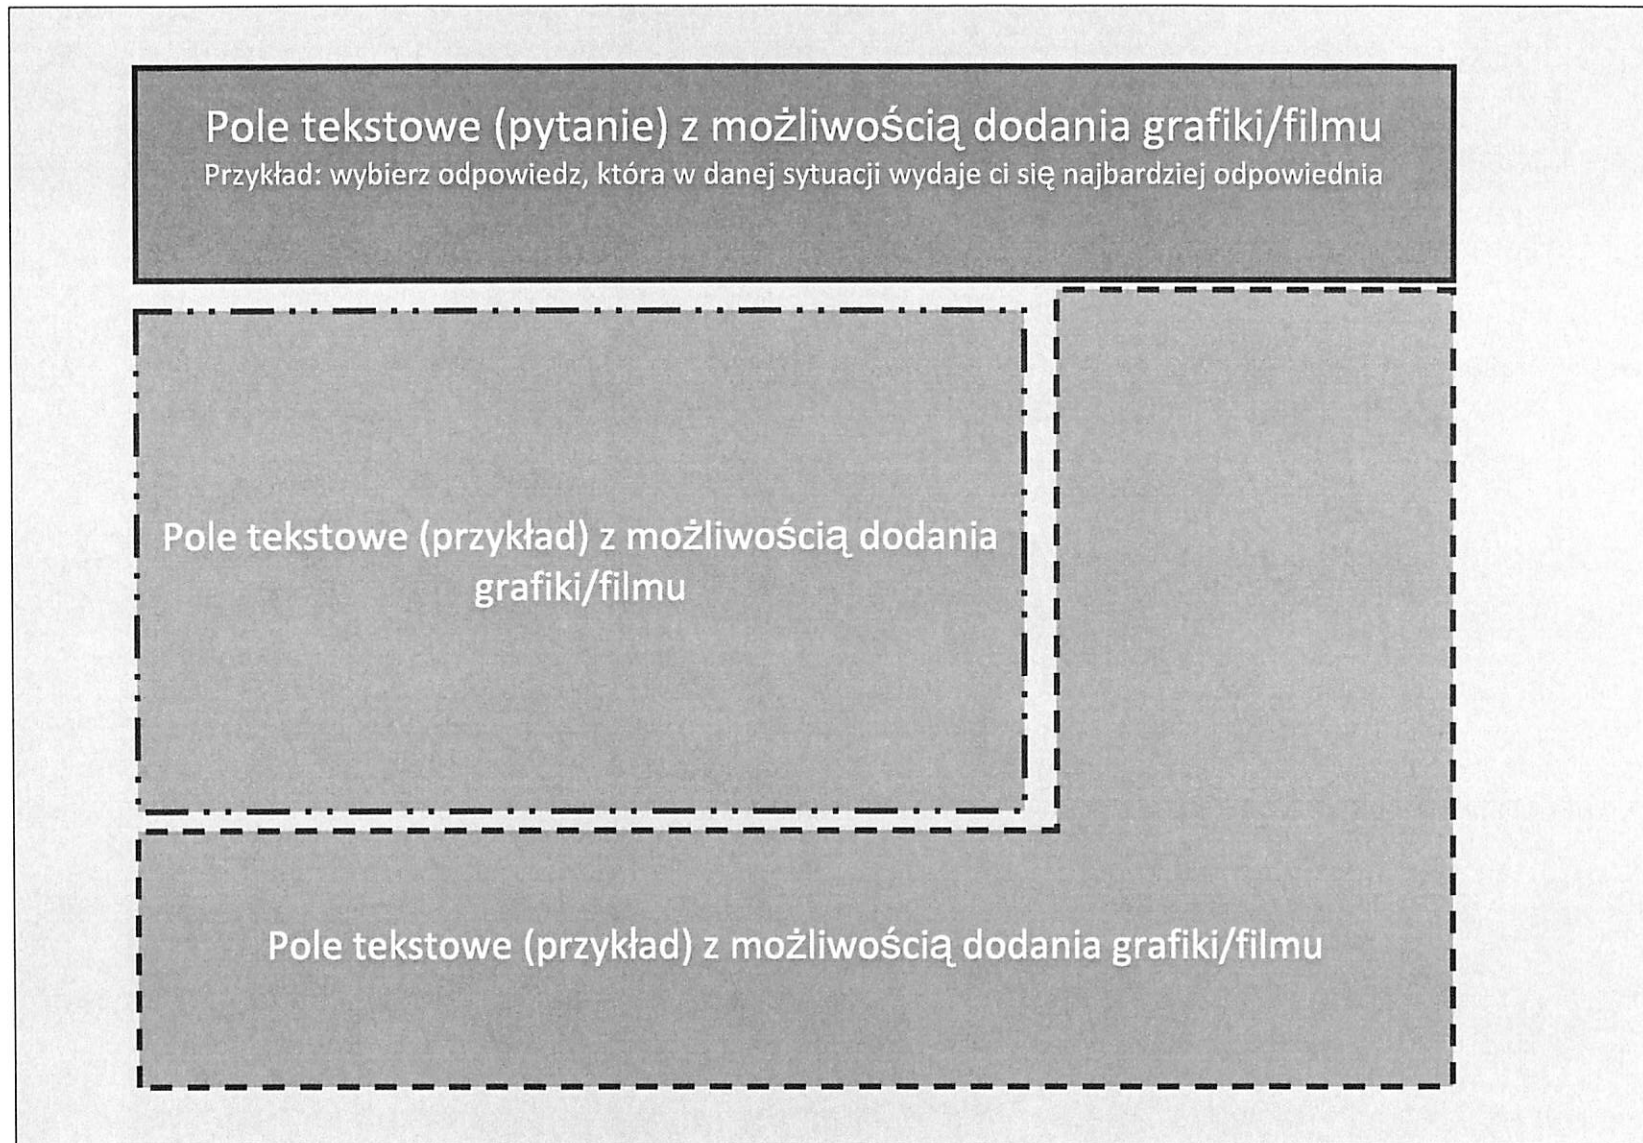 Pole tekstowe (pytanie) z możliwością dodania grafiki/filmu
Przykład: wybierz odpowiedz, która w danej sytuacji wydaje ci się najbardziej odpowiednia
Pole tekstowe (przykład) z możliwością dodania
grafiki/filmu
Pole tekstowe (przykład) z możliwością dodania grafiki/filmu